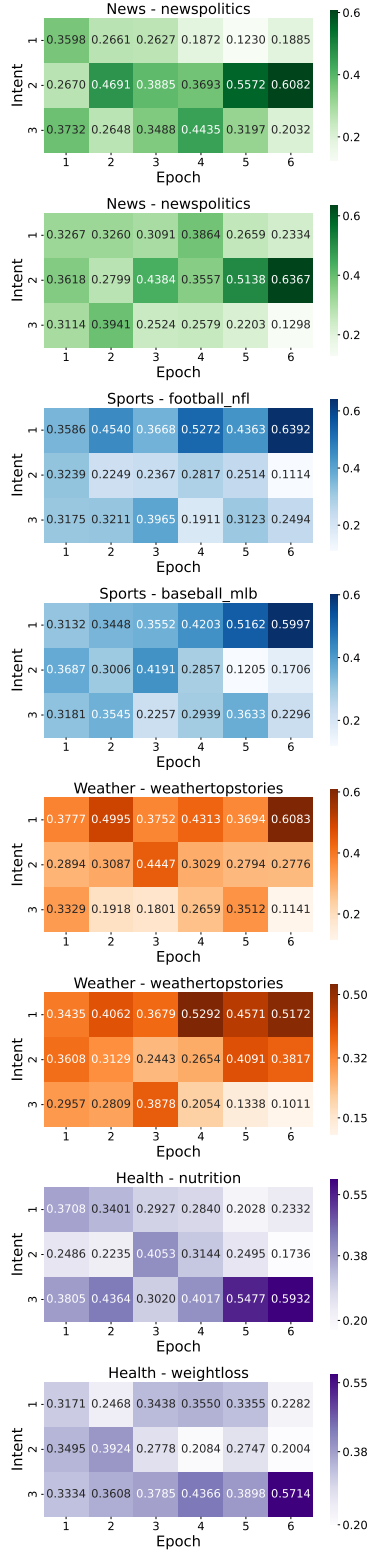 News - newspolitics
1 0.3598 0.2661 0.2627 0.1872 0.1230 0.1885
2 0.2670 0.4691 0.3885 0.3693 0.5572 0.6082
3 0.3732 0.2648 0.3488 0.4435 0.3197 0.2032
Intent
1 2 3 4 5 6
Epoch
0.6
0.4
0.2
News - newspolitics
1 0.3267 0.3260 0.3091 0.3864 0.2659 0.2334
2 0.3618 0.2799 0.4384 0.3557 0.5138 0.6367
3 0.3114 0.3941 0.2524 0.2579 0.2203 0.1298
Intent
1 2 3 4 5 6
Epoch
0.6
0.4
0.2
Sports - football_nfl
1 0.3586 0.4540 0.3668 0.5272 0.4363 0.6392
2 0.3239 0.2249 0.2367 0.2817 0.2514 0.1114
3 0.3175 0.3211 0.3965 0.1911 0.3123 0.2494
Intent
1 2 3 4 5 6
Epoch
0.6
0.4
0.2
Sports - baseball_mlb
1 0.3132 0.3448 0.3552 0.4203 0.5162 0.5997
2 0.3687 0.3006 0.4191 0.2857 0.1205 0.1706
3 0.3181 0.3545 0.2257 0.2939 0.3633 0.2296
Intent
1 2 3 4 5 6
Epoch
0.6
0.4
0.2
Weather - weathertopstories
1 0.3777 0.4995 0.3752 0.4313 0.3694 0.6083
2 0.2894 0.3087 0.4447 0.3029 0.2794 0.2776
3 0.3329 0.1918 0.1801 0.2659 0.3512 0.1141
Intent
1 2 3 4 5 6
Epoch
0.6
0.4
0.2
Weather - weathertopstories
1 0.3435 0.4062 0.3679 0.5292 0.4571 0.5172
2 0.3608 0.3129 0.2443 0.2654 0.4091 0.3817
3 0.2957 0.2809 0.3878 0.2054 0.1338 0.1011
Intent
1 2 3 4 5 6
Epoch
0.50
0.32
0.15
Health - nutrition
1 0.3708 0.3401 0.2927 0.2840 0.2028 0.2332
2 0.2486 0.2235 0.4053 0.3144 0.2495 0.1736
3 0.3805 0.4364 0.3020 0.4017 0.5477 0.5932
Intent
1 2 3 4 5 6
Epoch
0.55
0.38
0.20
Health - weightloss
1 0.3171 0.2468 0.3438 0.3550 0.3355 0.2282
2 0.3495 0.3924 0.2778 0.2084 0.2747 0.2004
3 0.3334 0.3608 0.3785 0.4366 0.3898 0.5714
Intent
1 2 3 4 5 6
Epoch
0.55
0.38
0.20